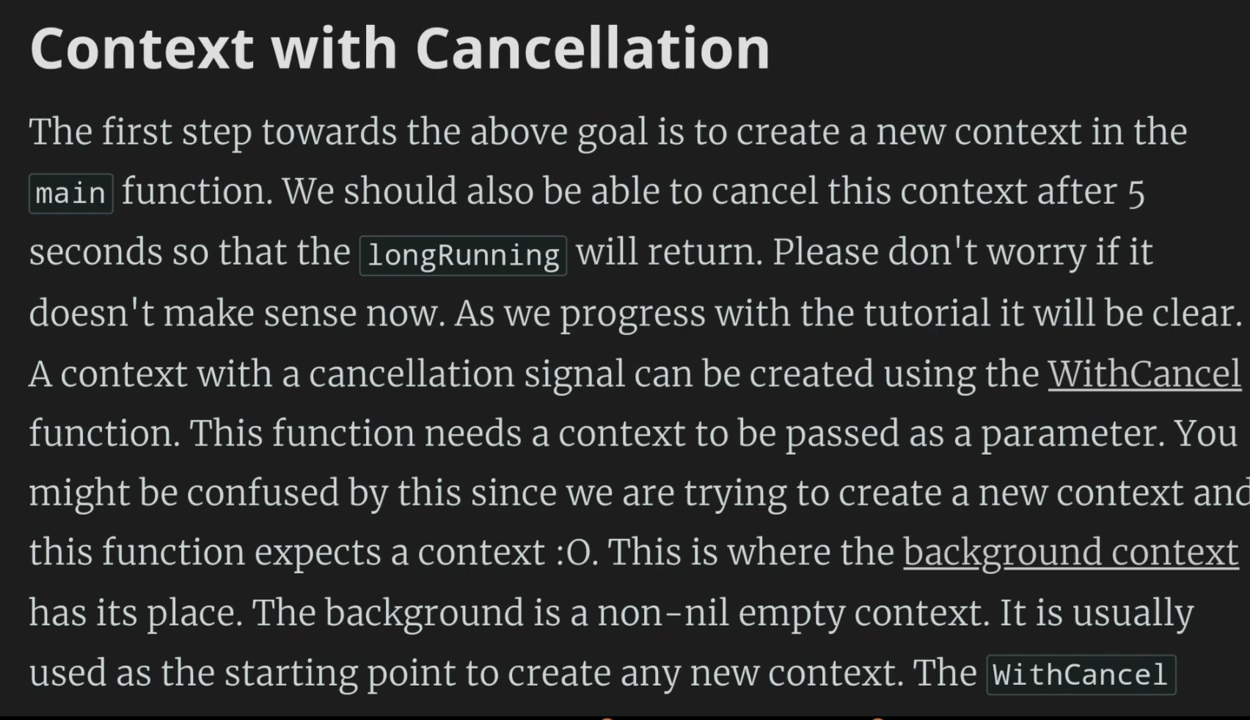 Context with Cancellation
The first step towards the above goal is to create a new context in the
main function. We should also be able to cancel this context after 5
seconds so that the longRunning will return. Please don't worry if it
doesn't make sense now. As we progress with the tutorial it will be clear.
A context with a cancellation signal can be created using the WithCancel
function. This function needs a context to be passed as a parameter. You
might be confused by this since we are trying to create a new context and
this function expects a context :O. This is where the background context
has its place. The background is a non-nil empty context. It is usually
used as the starting point to create any new context. The WithCancel